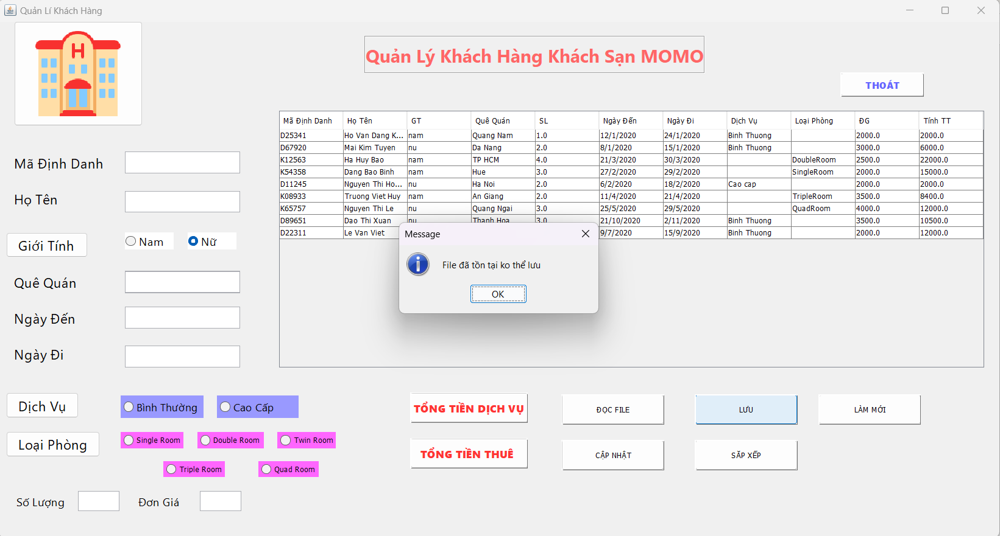 Quản Lí Khách Hàng
H
Quản Lý Khách Hàng Khách Sạn MOMO
THOÁT
Mã Định Danh Họ Tên GT Quê Quán SL Ngày Đến Ngày Đi Dịch Vụ Loại Phòng ĐG Tính TT
D25341 Ho Van Dang K... nam Quang Nam 1.0 12/1/2020 24/1/2020 Binh Thuong 2000.0 2000.0
D67920 Mai Kim Tuyen nu Da Nang 2.0 8/1/2020 15/1/2020 Binh Thuong 3000.0 6000.0
K12563 Ha Huy Bao nam TP HCM 4.0 21/3/2020 30/3/2020 DoubleRoom 2500.0 22000.0
K54358 Dang Bao Binh nam Hue 3.0 27/2/2020 29/2/2020 SingleRoom 2000.0 15000.0
D11245 Nguyen Thi Ho... nu Ha Noi 2.0 6/2/2020 18/2/2020 Cao cap 2000.0 2000.0
K08933 Truong Viet Huy nam An Giang 2.0 11/4/2020 21/4/2020 TripleRoom 3500.0 8400.0
K65757 Nguyen Thi Le nu Quang Ngai 3.0 25/5/2020 29/5/2020 QuadRoom 4000.0 12000.0
D89651 Dao Thi Xuan nu Thanh Hoa 3.0 21/10/2020 2/11/2020 Binh Thuong 3500.0 10500.0
D22311 Le Van Viet 9/7/2020 15/9/2020 Binh Thuong 2000.0 12000.0
Message
File đã tồn tại ko thể lưu
OK
Mã Định Danh
Họ Tên
Giới Tính Nam Nữ
Quê Quán
Ngày Đến
Ngày Đi
Dịch Vụ Bình Thường Cao Cấp
Loại Phòng Single Room Double Room Twin Room
Triple Room Quad Room
Số Lượng Đơn Giá
TỔNG TIỀN DỊCH VỤ ĐỌC FILE LƯU LÀM MỚI
TỔNG TIỀN THUÊ CẬP NHẬT SẮP XẾP